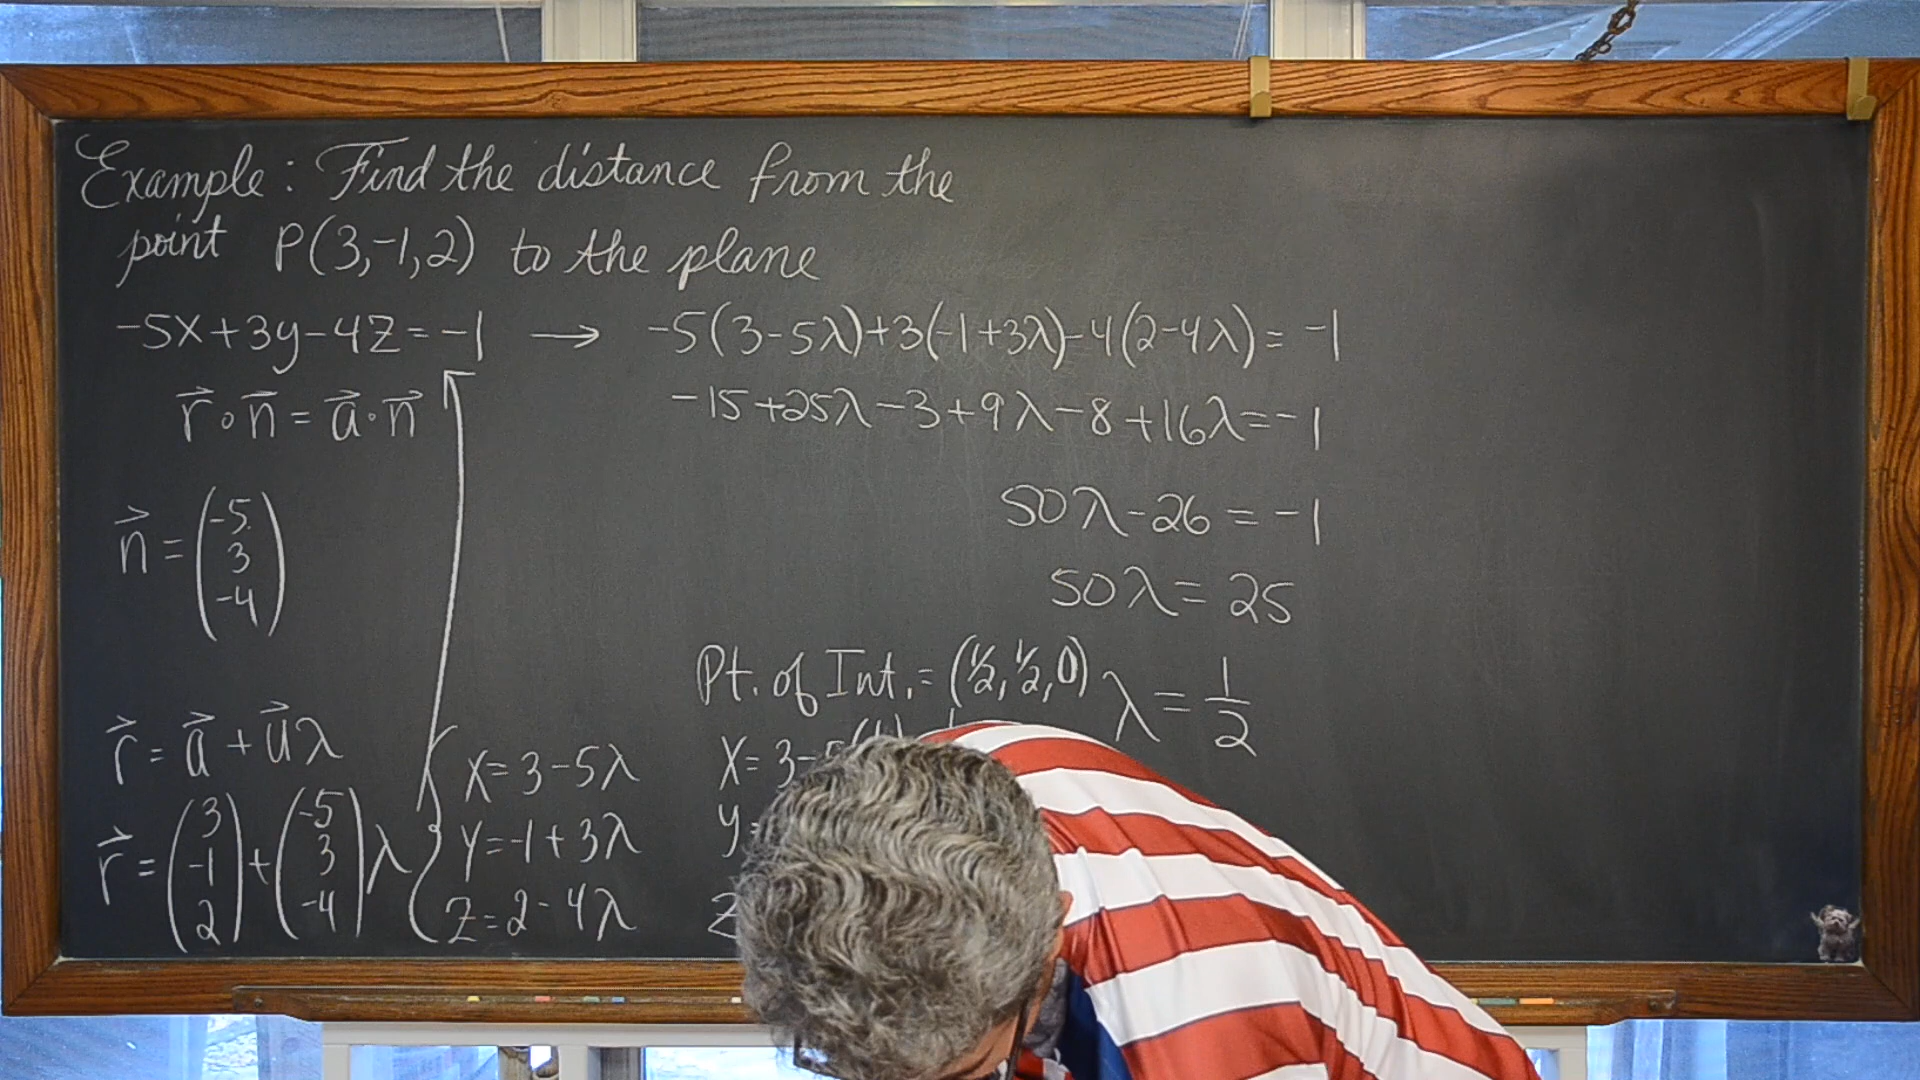 Example: Find the distance from the
point P(3,-1,2) to the plane
-5x+3y-4z=-1 → -5(3-5λ)+3(-1+3λ)-4(2-4λ)=-1
r⃗∘n⃗=a⃗·n⃗
-15+25λ-3+9λ-8+16λ=-1
n⃗=(-5 3 -4)
50λ-26=-1
50λ=25
Pt. of Int.=(1/2,1/2,0)
λ=1/2
r⃗=a⃗+u⃗λ
r⃗=(3 -1 2)+(-5 3 -4)λ
x=3-5λ
y=-1+3λ
z=2-4λ
x=3-5
y=
z